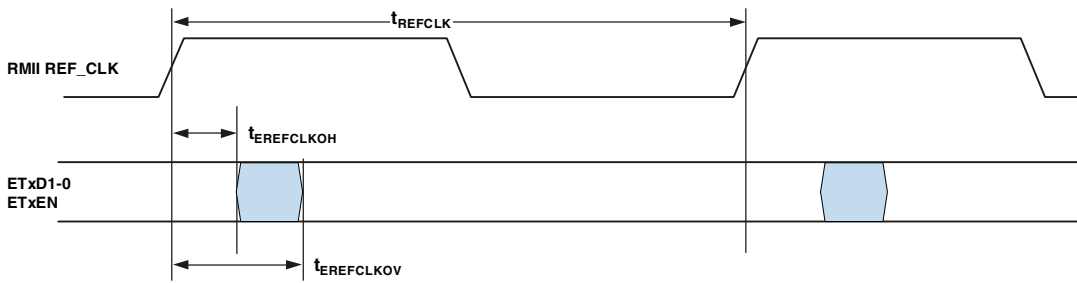 tREFCLK
RMII REF_CLK
tEREFCLKOH
ETxD1-0
ETxEN
tEREFCLKOV